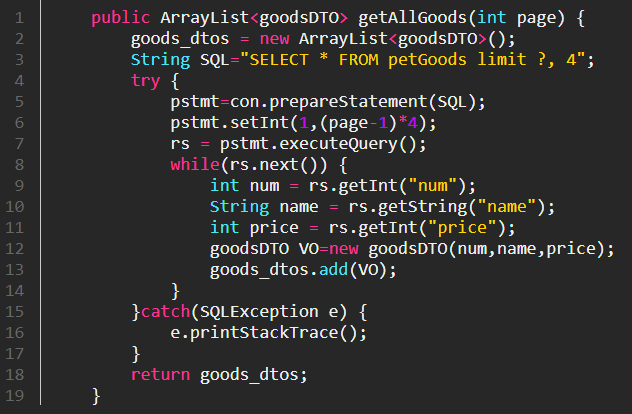 1 public ArrayList<goodsDTO> getAllGoods(int page) {
2 goods_dtos = new ArrayList<goodsDTO>();
3 String SQL="SELECT * FROM petGoods limit ?, 4";
4 try {
5 pstmt=con.prepareStatement(SQL);
6 pstmt.setInt(1,(page-1)*4);
7 rs = pstmt.executeQuery();
8 while(rs.next()) {
9 int num = rs.getInt("num");
10 String name = rs.getString("name");
11 int price = rs.getInt("price");
12 goodsDTO VO=new goodsDTO(num,name,price);
13 goods_dtos.add(VO);
14 }
15 }catch(SQLException e) {
16 e.printStackTrace();
17 }
18 return goods_dtos;
19 }